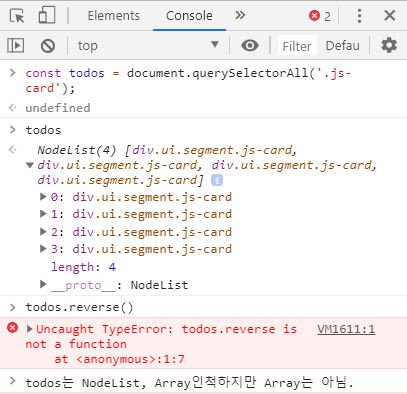 Elements Console » 2
top Filter Defau
> const todos = document.querySelectorAll('.js-
card');
undefined
> todos
NodeList(4) [div.ui.segment.js-card,
div.ui.segment.js-card, div.ui.segment.js-card,
div.ui.segment.js-card] i
0: div.ui.segment.js-card
1: div.ui.segment.js-card
2: div.ui.segment.js-card
3: div.ui.segment.js-card
length: 4
__proto__: NodeList
> todos.reverse()
Uncaught TypeError: todos.reverse is VM1611:1
not a function
at <anonymous>:1:7
> todos는 NodeList, Array인척하지만 Array는 아님.